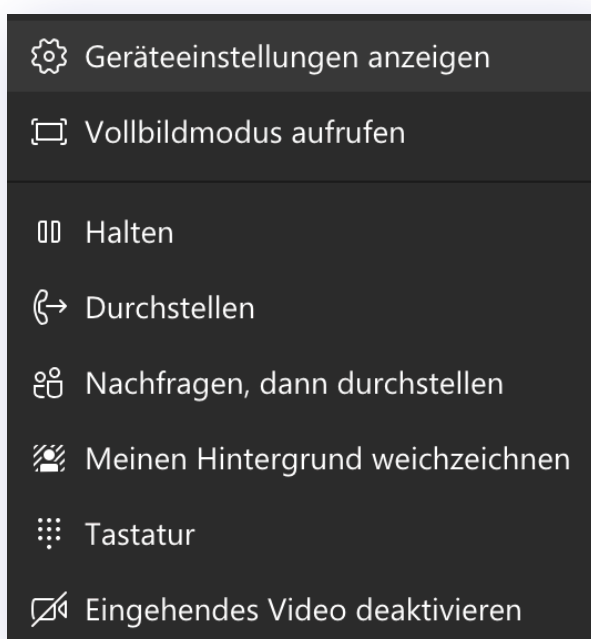 Geräteeinstellungen anzeigen
Vollbildmodus aufrufen
Halten
Durchstellen
Nachfragen, dann durchstellen
Meinen Hintergrund weichzeichnen
Tastatur
Eingehendes Video deaktivieren